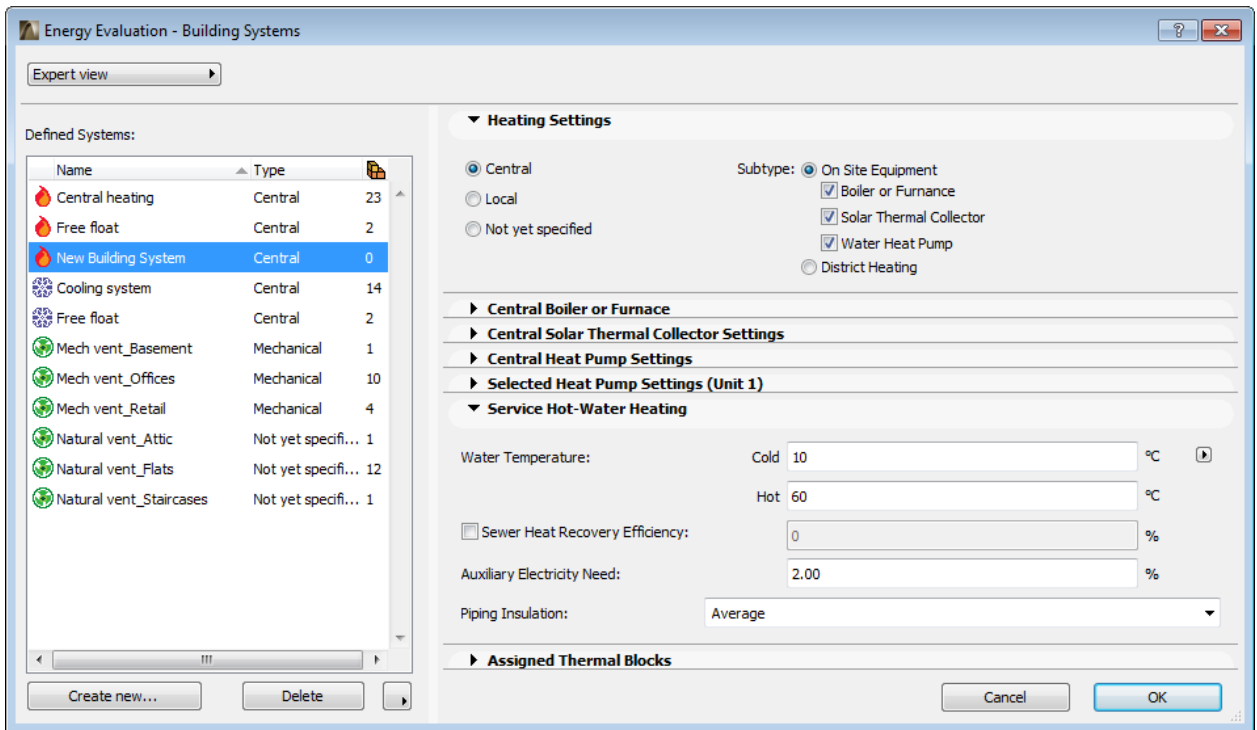 Energy Evaluation - Building Systems
Expert view
Defined Systems:
Name Type
Central heating Central 23
Free float Central 2
New Building System Central 0
Cooling system Central 14
Free float Central 2
Mech vent_Basement Mechanical 1
Mech vent_Offices Mechanical 10
Mech vent_Retail Mechanical 4
Natural vent_Attic Not yet specifi... 1
Natural vent_Flats Not yet specifi... 12
Natural vent_Staircases Not yet specifi... 1
Create new... Delete
Heating Settings
Central
Local
Not yet specified
Subtype: On Site Equipment
Boiler or Furnance
Solar Thermal Collector
Water Heat Pump
District Heating
Central Boiler or Furnace
Central Solar Thermal Collector Settings
Central Heat Pump Settings
Selected Heat Pump Settings (Unit 1)
Service Hot-Water Heating
Water Temperature: Cold 10 ºC
Hot 60 ºC
Sewer Heat Recovery Efficiency: 0 %
Auxiliary Electricity Need: 2.00 %
Piping Insulation: Average
Assigned Thermal Blocks
Cancel OK